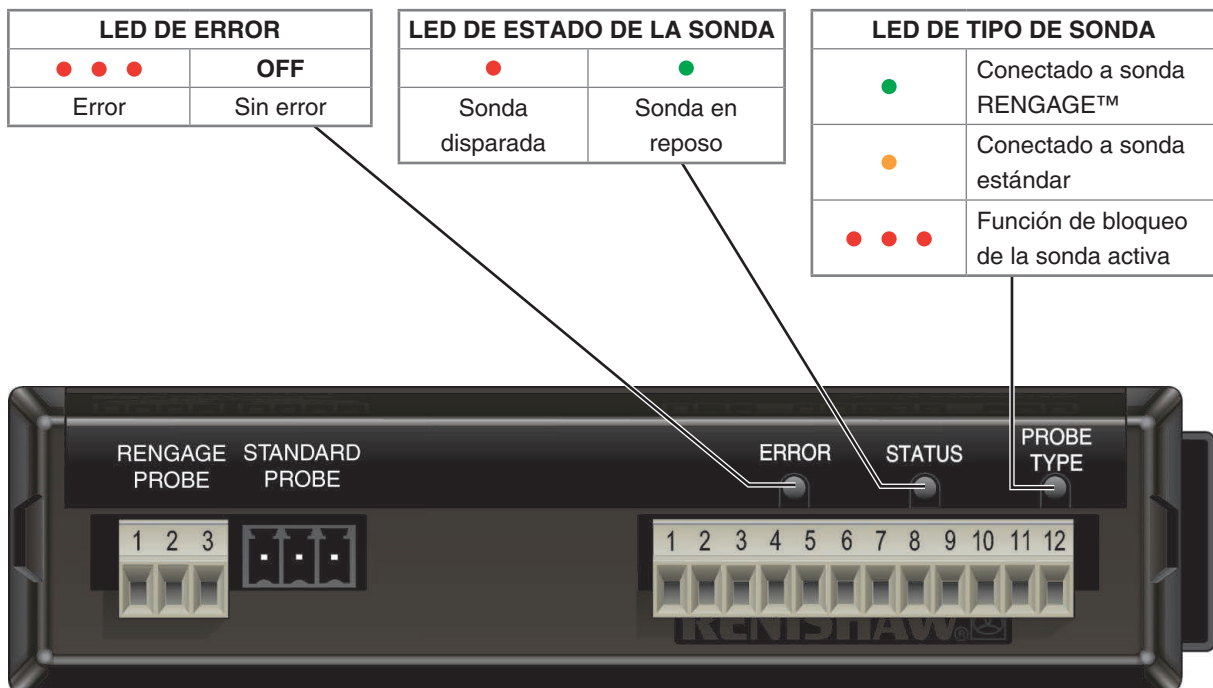 LED DE ERROR
OFF
Error
Sin error
LED DE ESTADO DE LA SONDA
Sonda
disparada
Sonda en
reposo
LED DE TIPO DE SONDA
Conectado a sonda
RENGAGE™
Conectado a sonda
estándar
Función de bloqueo
de la sonda activa
RENGAGE
PROBE
STANDARD
PROBE
ERROR
STATUS
PROBE
TYPE
1 2 3
1 2 3 4 5 6 7 8 9 10 11 12
RENISHAW®